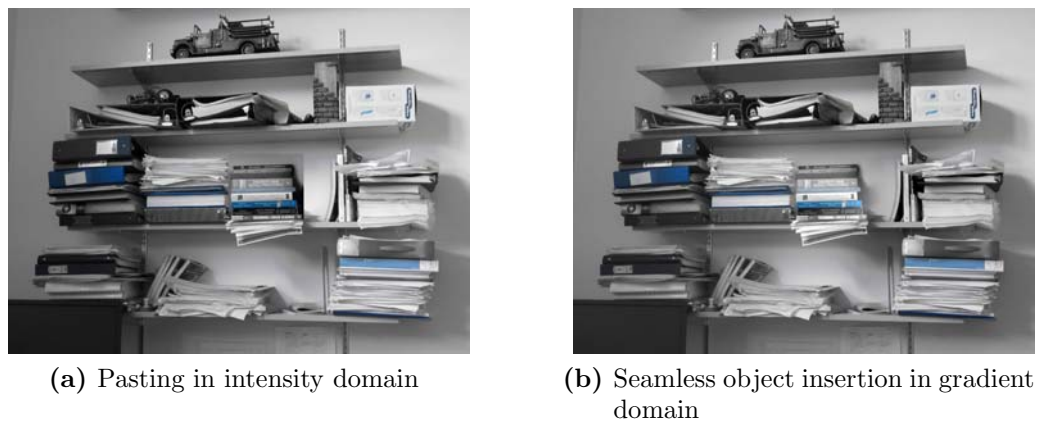 (a) Pasting in intensity domain
(b) Seamless object insertion in gradient
domain